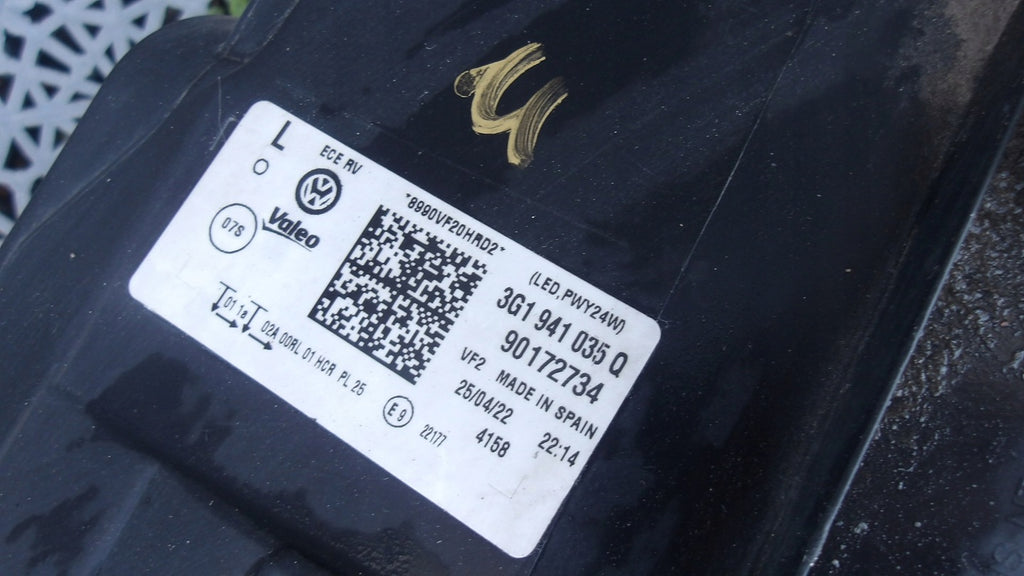 L
ECE RV
07S
Valeo
*8990VF20HRD2*
(LED,PWY24W)
3G1 941 035 Q
90172734
VF2 MADE IN SPAIN
25/04/22 22:14
4158
01 1a 02A 00RL 01 HCR PL 25
E 9
22177